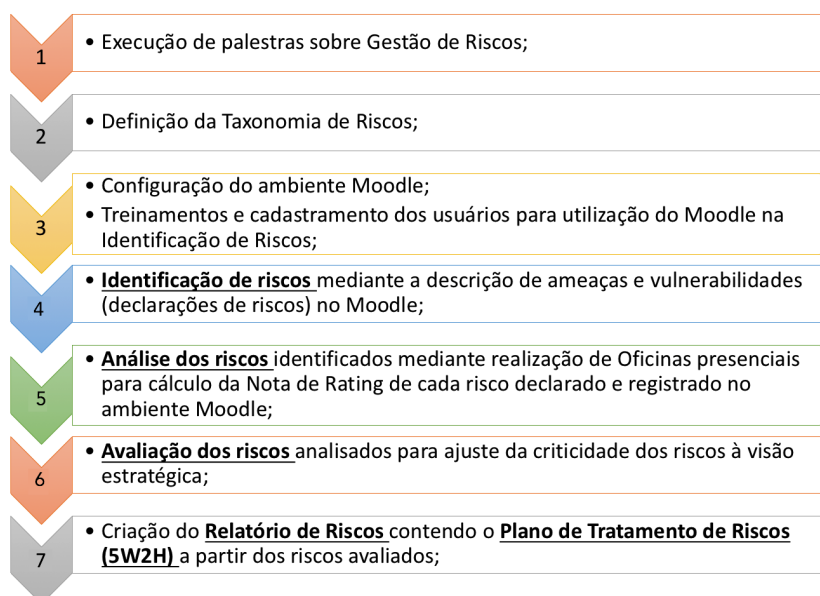 1
• Execução de palestras sobre Gestão de Riscos;
2
• Definição da Taxonomia de Riscos;
3
• Configuração do ambiente Moodle;
• Treinamentos e cadastramento dos usuários para utilização do Moodle na
Identificação de Riscos;
4
• Identificação de riscos mediante a descrição de ameaças e vulnerabilidades
(declarações de riscos) no Moodle;
5
• Análise dos riscos identificados mediante realização de Oficinas presenciais
para cálculo da Nota de Rating de cada risco declarado e registrado no
ambiente Moodle;
6
• Avaliação dos riscos analisados para ajuste da criticidade dos riscos à visão
estratégica;
7
• Criação do Relatório de Riscos contendo o Plano de Tratamento de Riscos
(5W2H) a partir dos riscos avaliados;